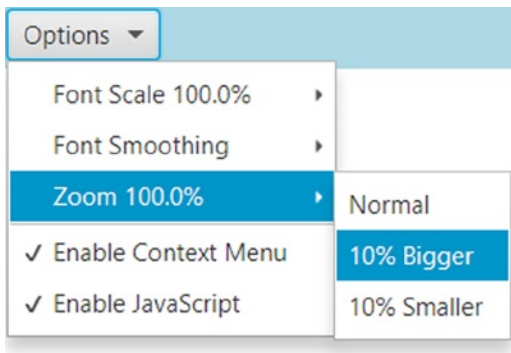 Options
Font Scale 100.0%
Font Smoothing
Zoom 100.0%
Normal
Enable Context Menu
10% Bigger
Enable JavaScript
10% Smaller